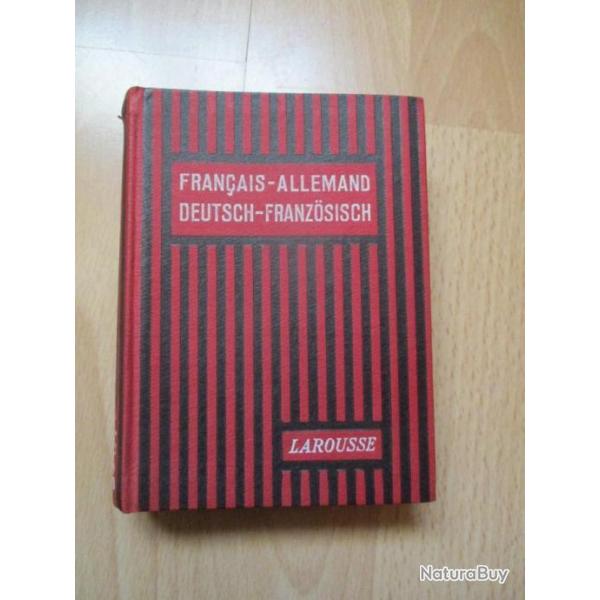 FRANÇAIS-ALLEMAND
DEUTSCH-FRANZÖSISCH
LAROUSSE
NaturaBuy